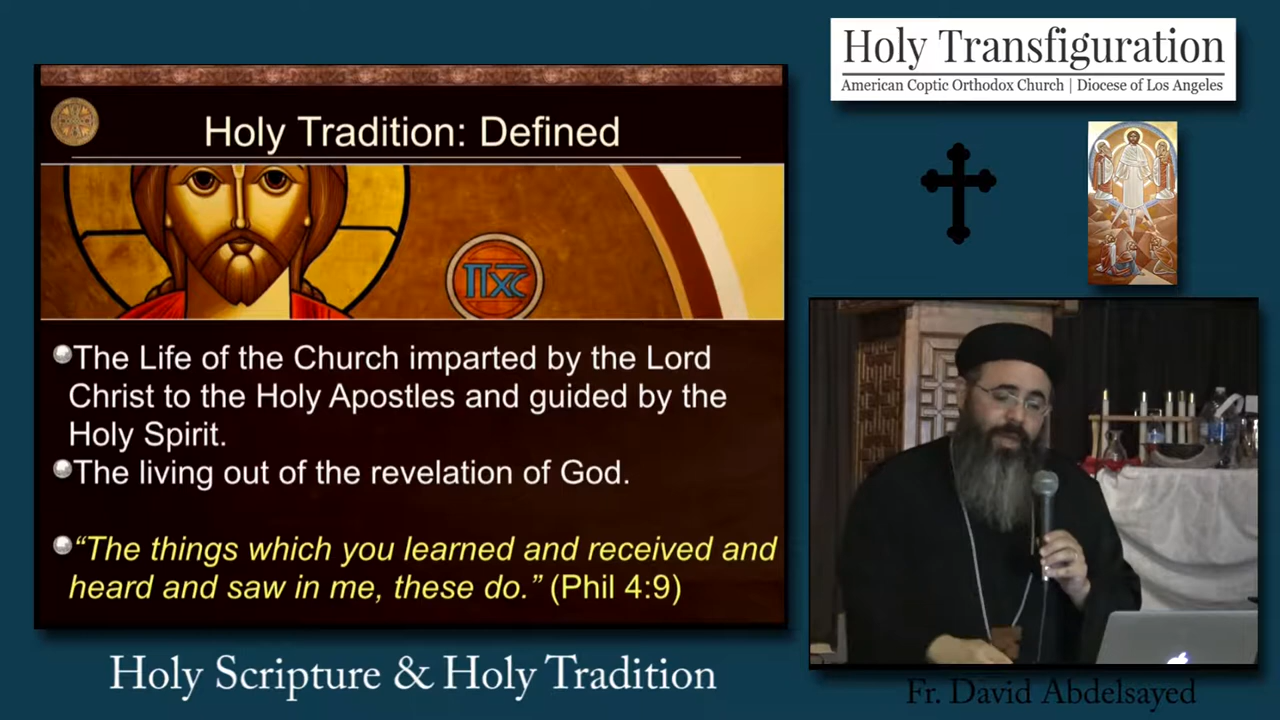 Holy Transfiguration
American Coptic Orthodox Church | Diocese of Los Angeles
Holy Tradition: Defined
Ⲡⲭ̅ⲥ̅
The Life of the Church imparted by the Lord
Christ to the Holy Apostles and guided by the
Holy Spirit.
The living out of the revelation of God.
“The things which you learned and received and
heard and saw in me, these do.” (Phil 4:9)
Holy Scripture & Holy Tradition
Fr. David Abdelsayed